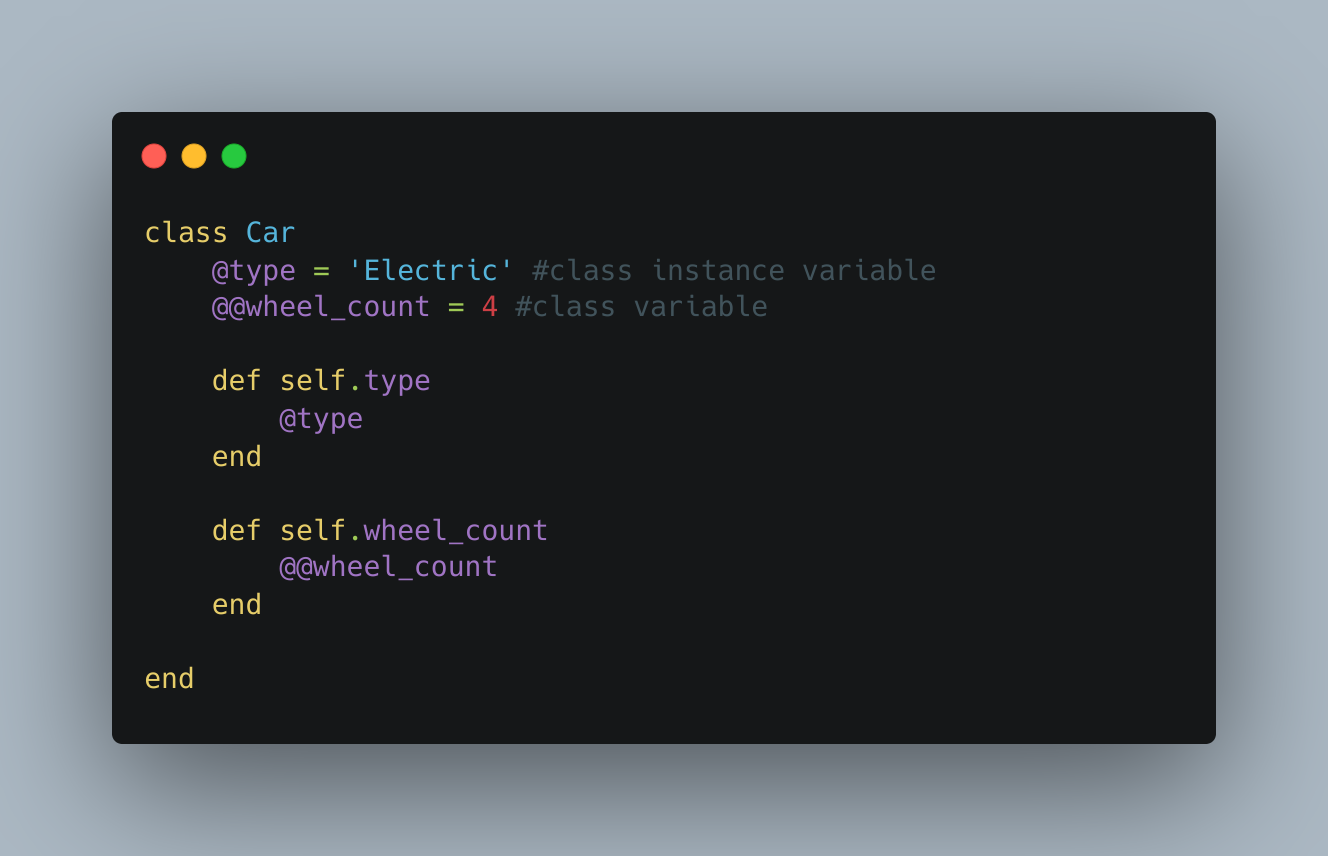 class Car
    @type = 'Electric' #class instance variable
    @@wheel_count = 4 #class variable

    def self.type
        @type
    end

    def self.wheel_count
        @@wheel_count
    end

end